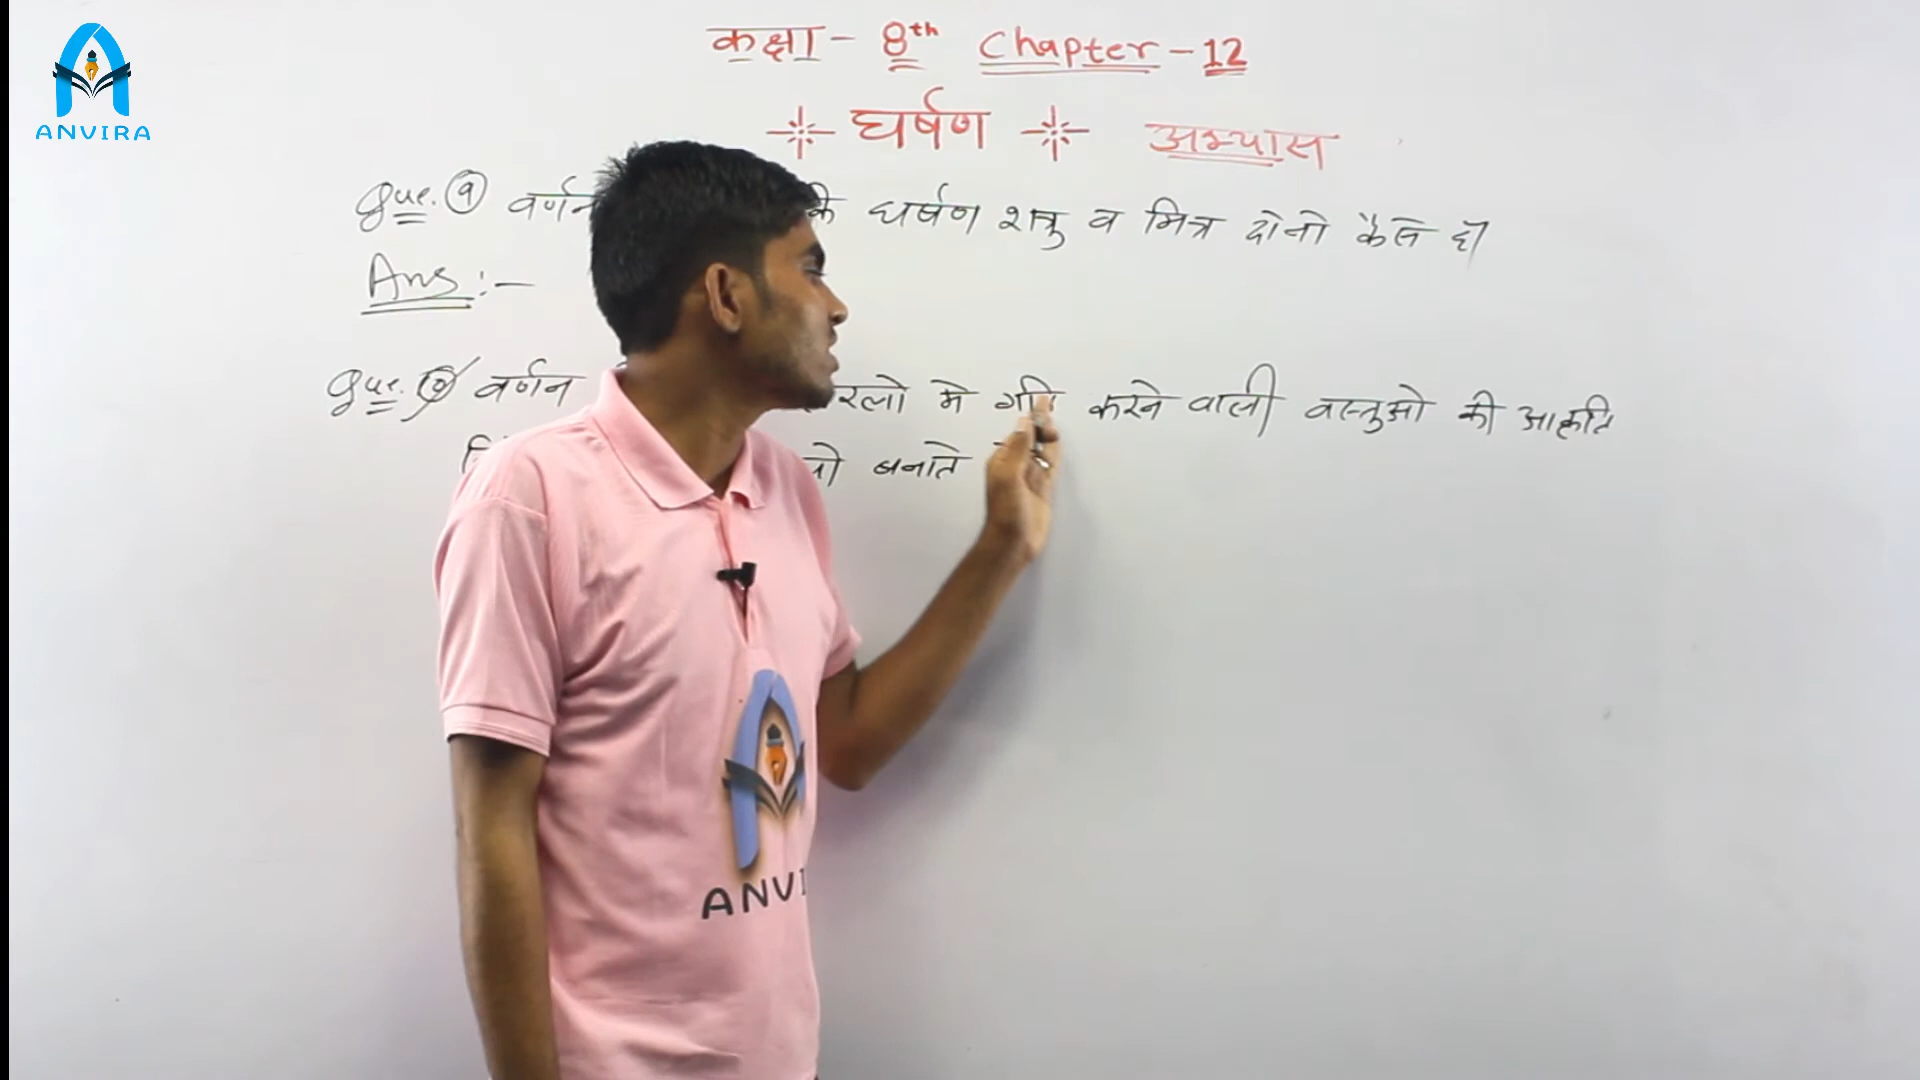 ANVIRA
कक्षा - 8th Chapter - 12
घर्षण अभ्यास
Que. 9 वर्णन कि घर्षण शत्रु व मित्र दोनो कैसे है
Ans :-
Que. 10 वर्णन तरलो मे गति करने वाली वस्तुओ की आकृति
बनाते
ANVI